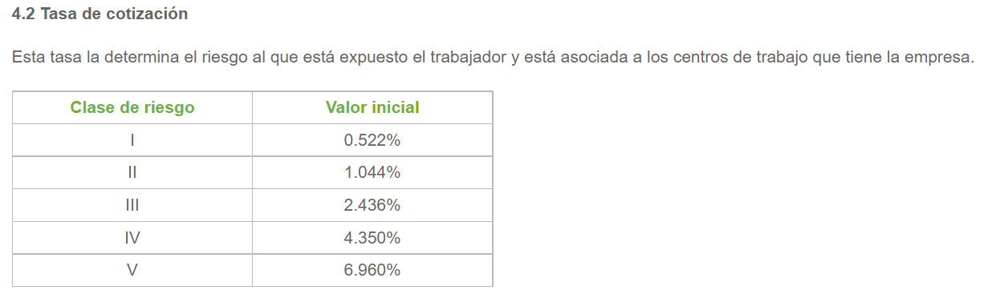 4.2 Tasa de cotización
Esta tasa la determina el riesgo al que está expuesto el trabajador y está asociada a los centros de trabajo que tiene la empresa.
Clase de riesgo Valor inicial
I 0.522%
II 1.044%
III 2.436%
IV 4.350%
V 6.960%